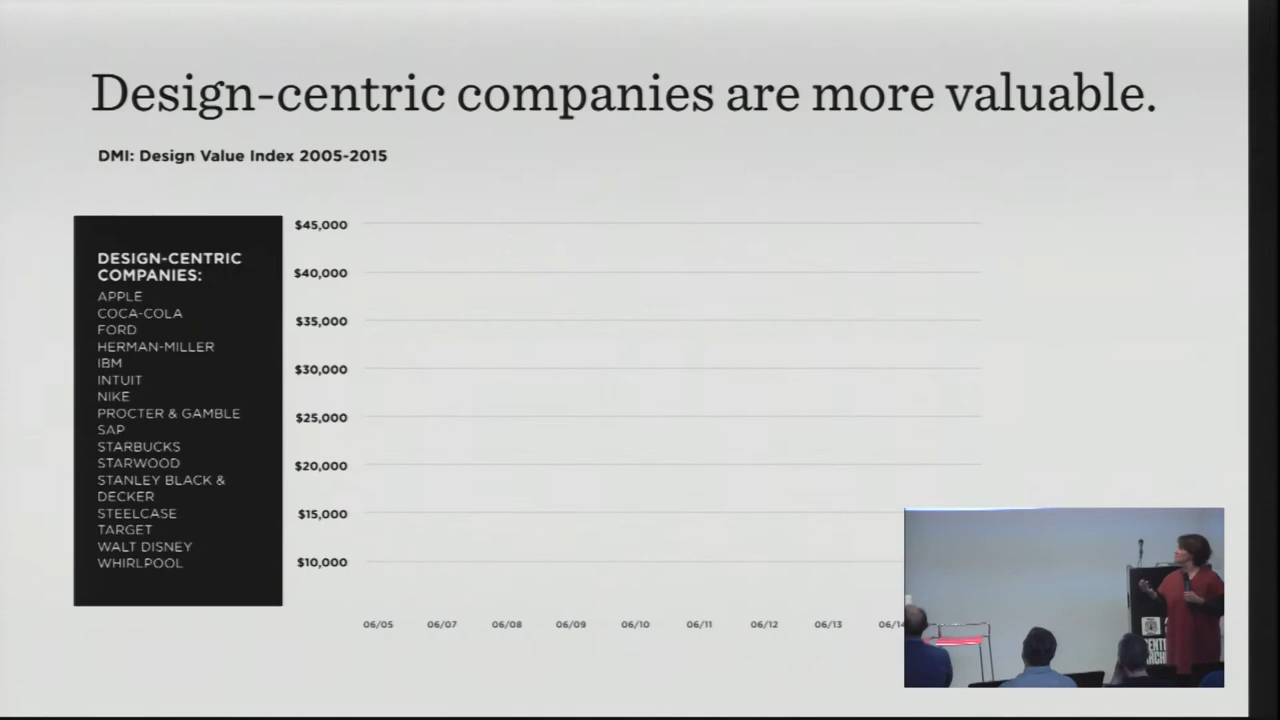 Design-centric companies are more valuable.
DMI: Design Value Index 2005-2015
DESIGN-CENTRIC
COMPANIES:
APPLE
COCA-COLA
FORD
HERMAN-MILLER
IBM
INTUIT
NIKE
PROCTER & GAMBLE
SAP
STARBUCKS
STARWOOD
STANLEY BLACK &
DECKER
STEELCASE
TARGET
WALT DISNEY
WHIRLPOOL
$45,000
$40,000
$35,000
$30,000
$25,000
$20,000
$15,000
$10,000
06/05 06/07 06/08 06/09 06/10 06/11 06/12 06/13 06/14